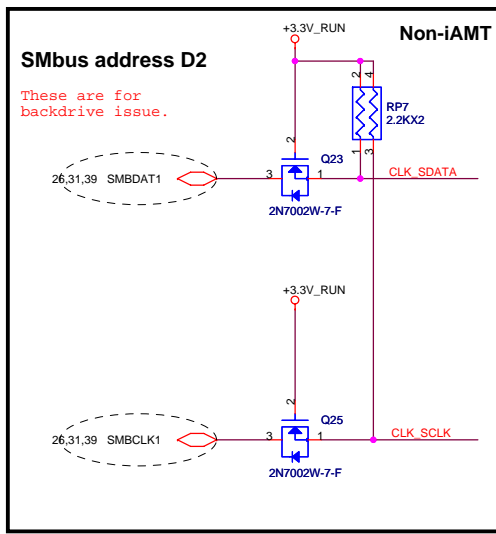 +3.3V_RUN
Non-iAMT
SMbus address D2
These are for
backdrive issue.
2 4
RP7
2.2KX2
1 3
2
Q23
26,31,39 SMBDAT1
3 1
CLK_SDATA
2N7002W-7-F
+3.3V_RUN
2
Q25
26,31,39 SMBCLK1
3 1
CLK_SCLK
2N7002W-7-F